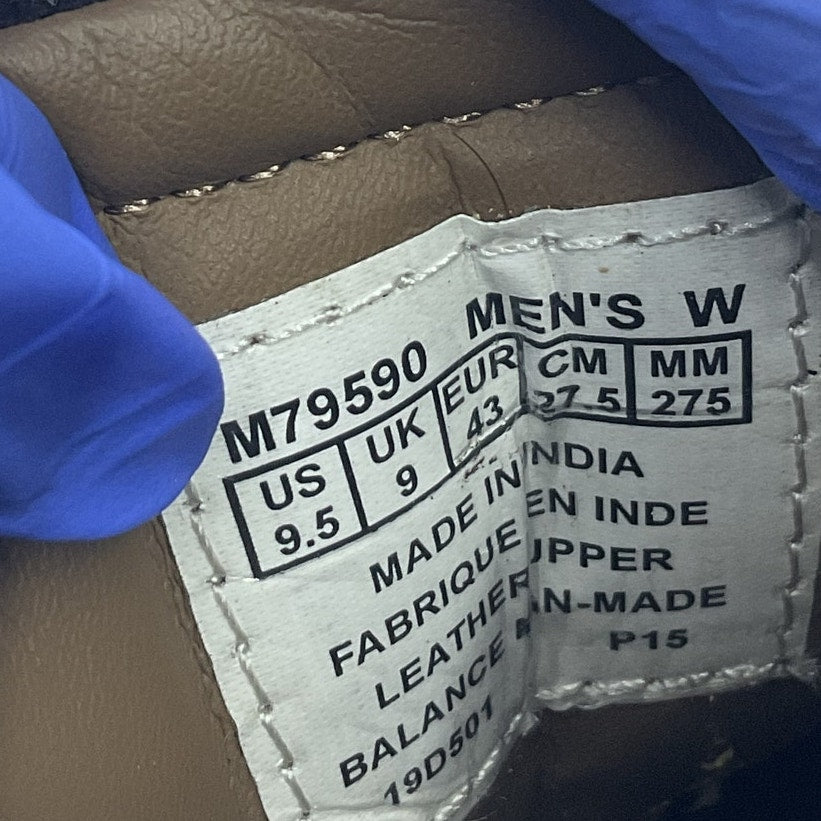 MEN'S W
M79590
US UK EUR CM MM
9.5 9 43 27.5 275
MADE IN INDIA
FABRIQUE EN INDE
LEATHER UPPER
BALANCE MAN-MADE
19D501 P15